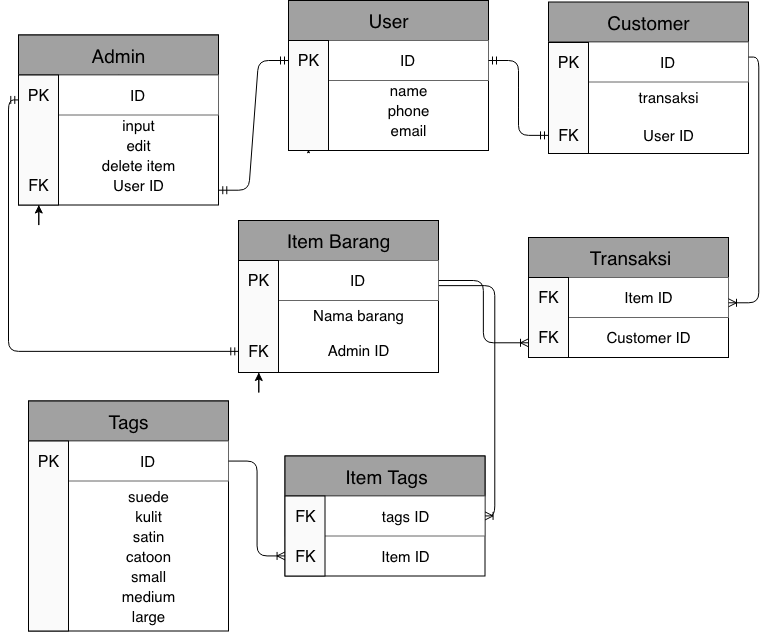 Admin
PK ID
input
edit
delete item
FK User ID
User
PK ID
name
phone
email
Customer
PK ID
transaksi
FK User ID
Item Barang
PK ID
Nama barang
FK Admin ID
Transaksi
FK Item ID
FK Customer ID
Tags
PK ID
suede
kulit
satin
catoon
small
medium
large
Item Tags
FK tags ID
FK Item ID